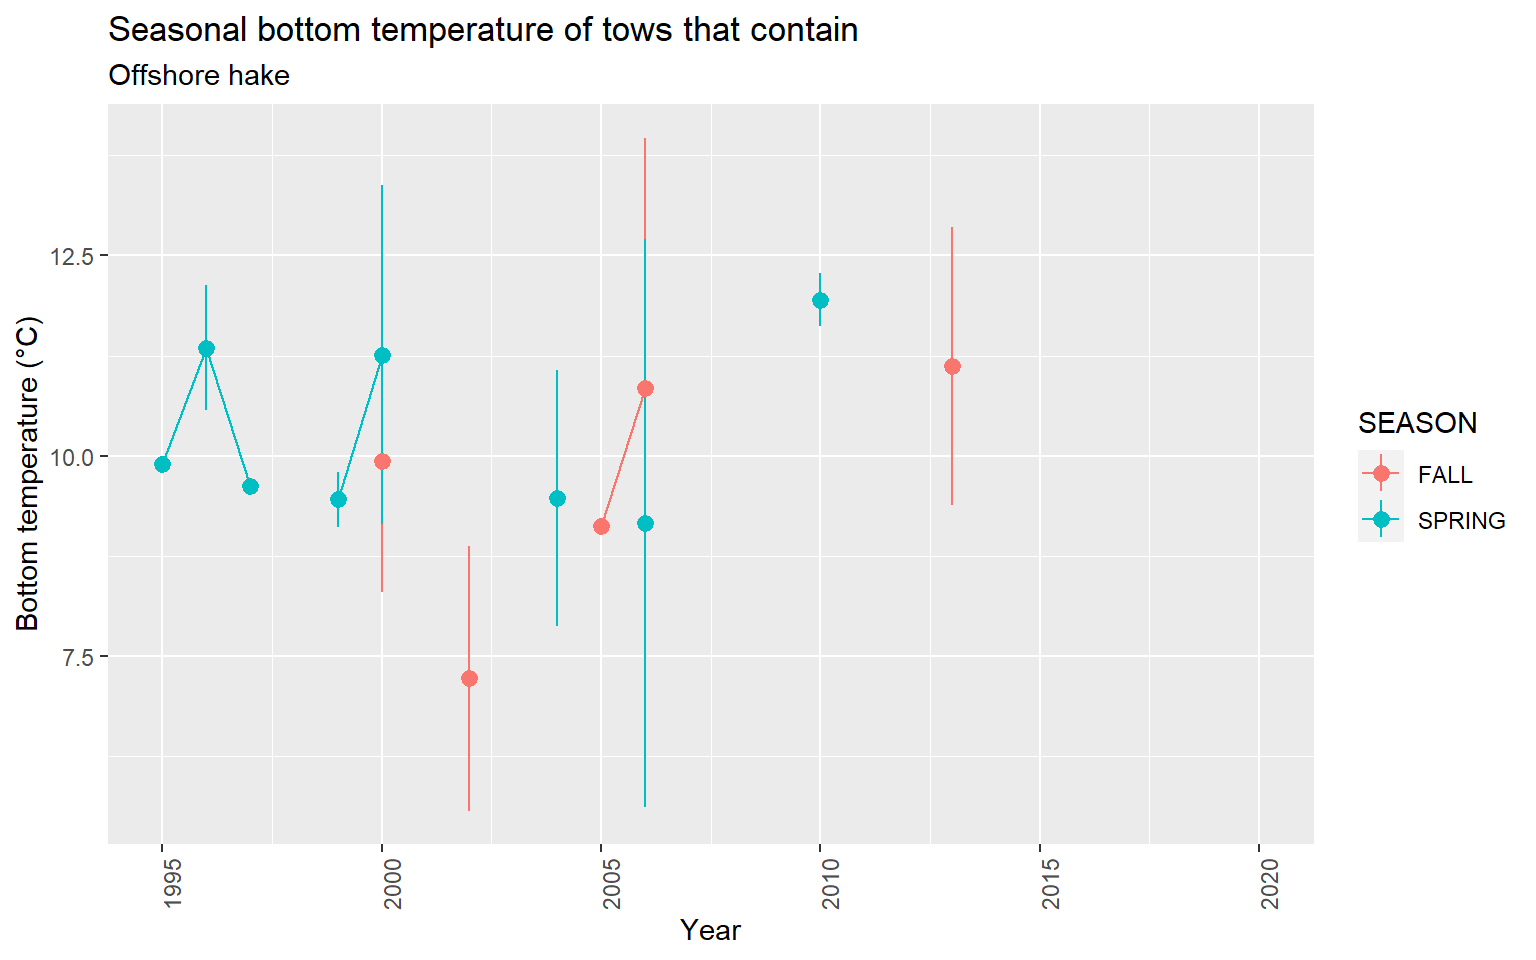 Seasonal bottom temperature of tows that contain
Offshore hake
Bottom temperature (°C)
12.5
10.0
7.5
1995
2000
2005
2010
2015
2020
Year
SEASON
FALL
SPRING